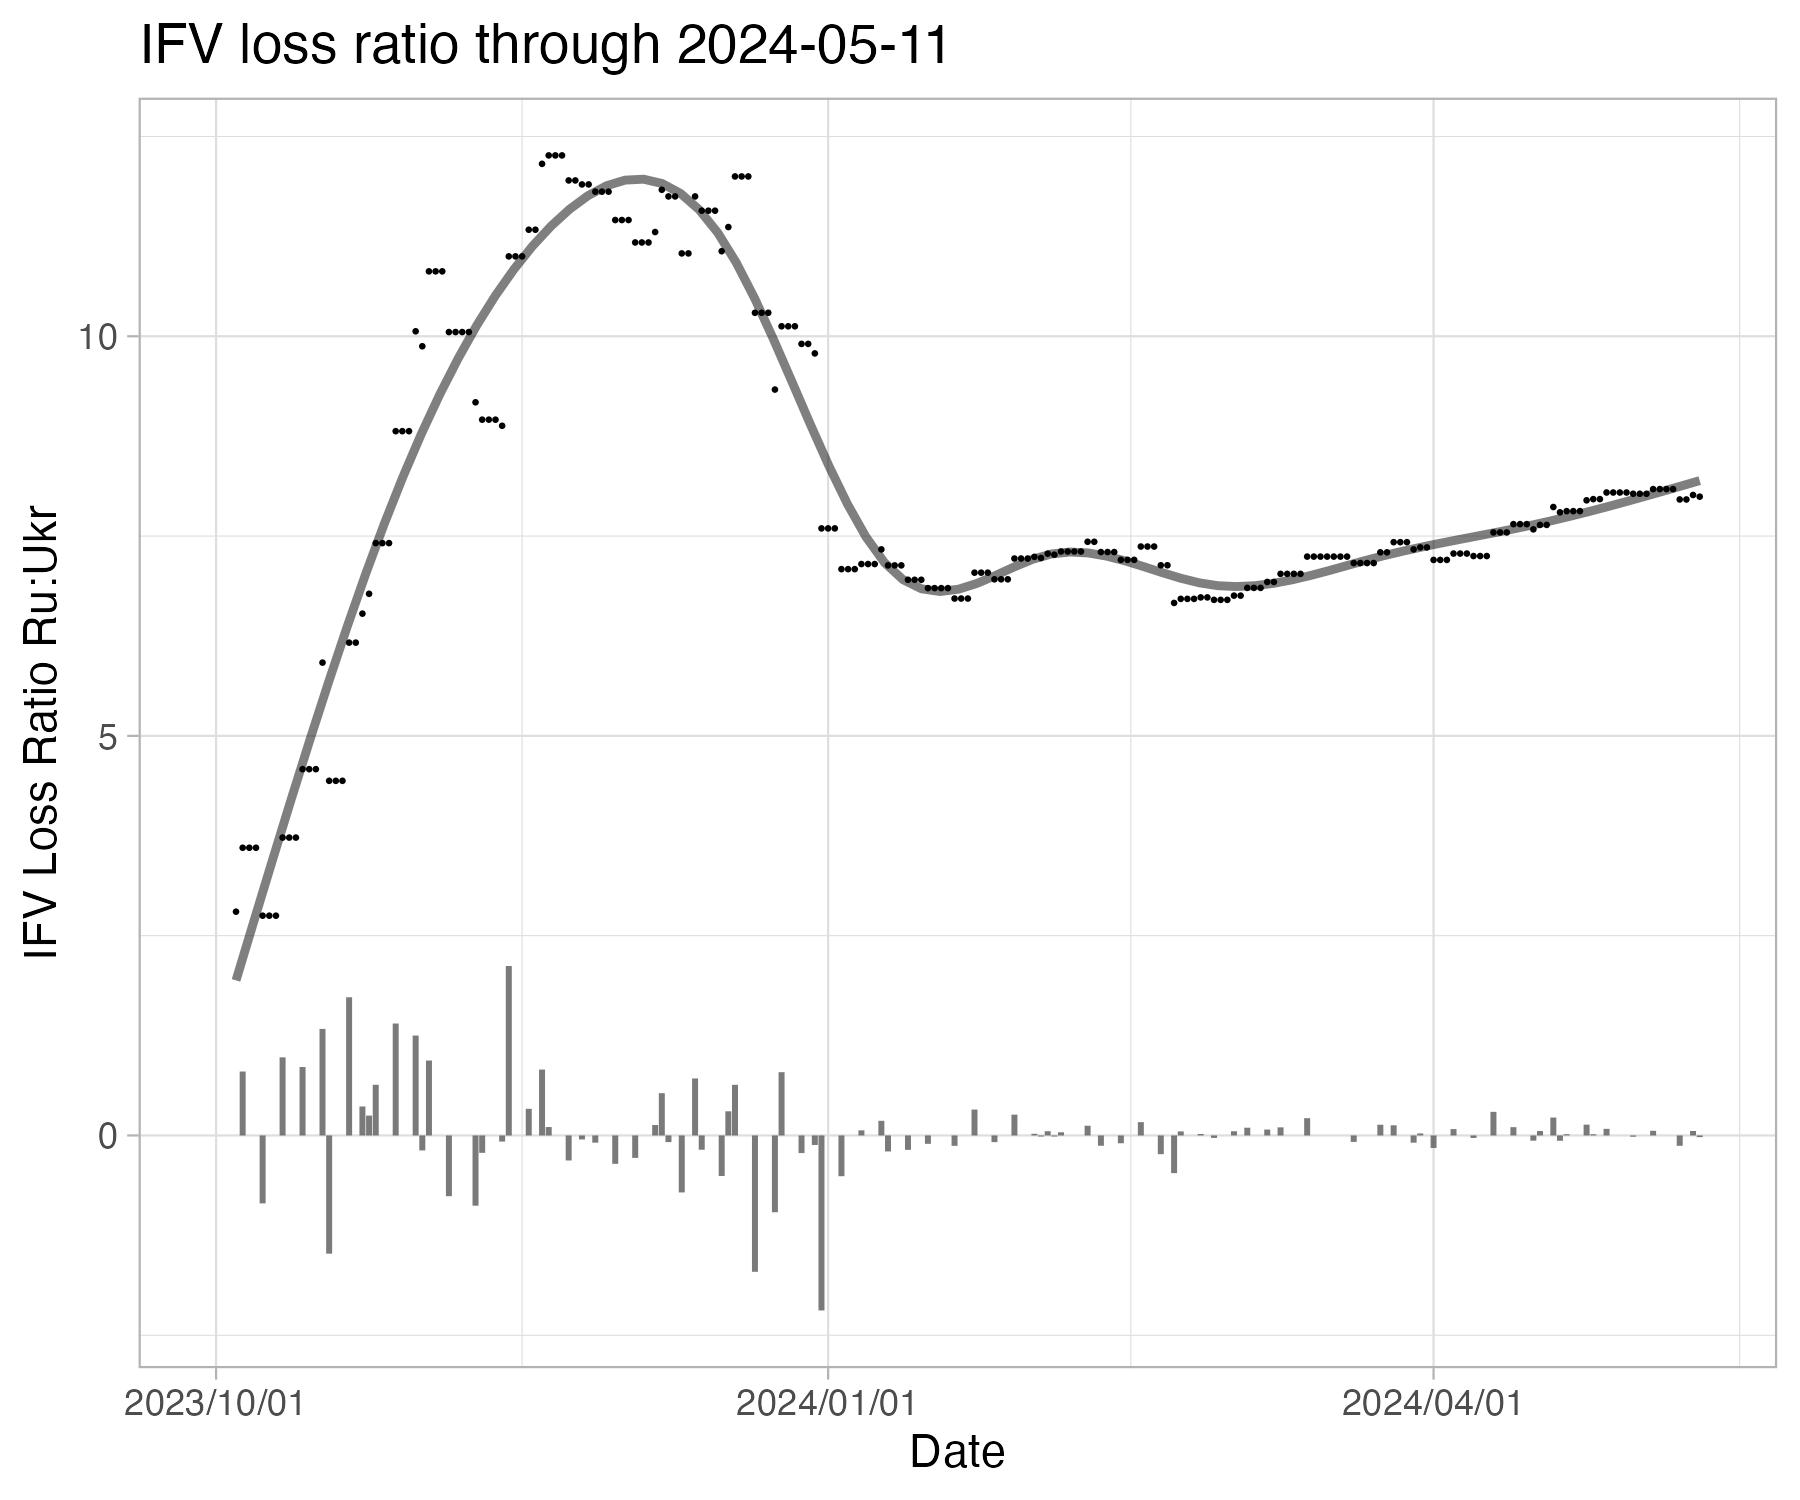 IFV loss ratio through 2024-05-11
IFV Loss Ratio Ru:Ukr
10
5
0
2023/10/01
2024/01/01
2024/04/01
Date